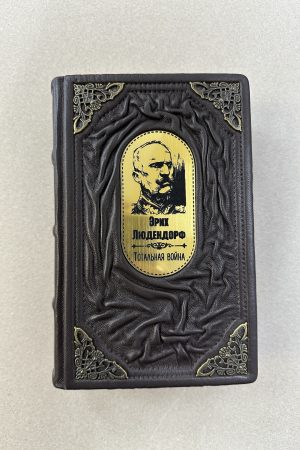 Эрих
Людендорф
Тотальная война